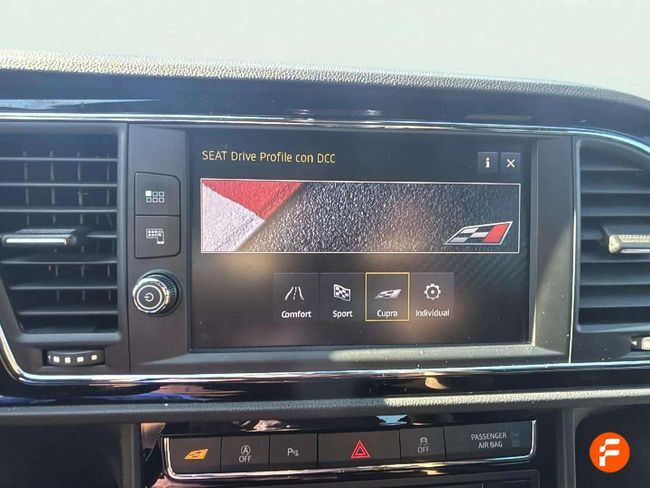 SEAT Drive Profile con DCC
i
Comfort
Sport
Cupra
Individual
OFF
P
OFF
PASSENGER
AIR BAG